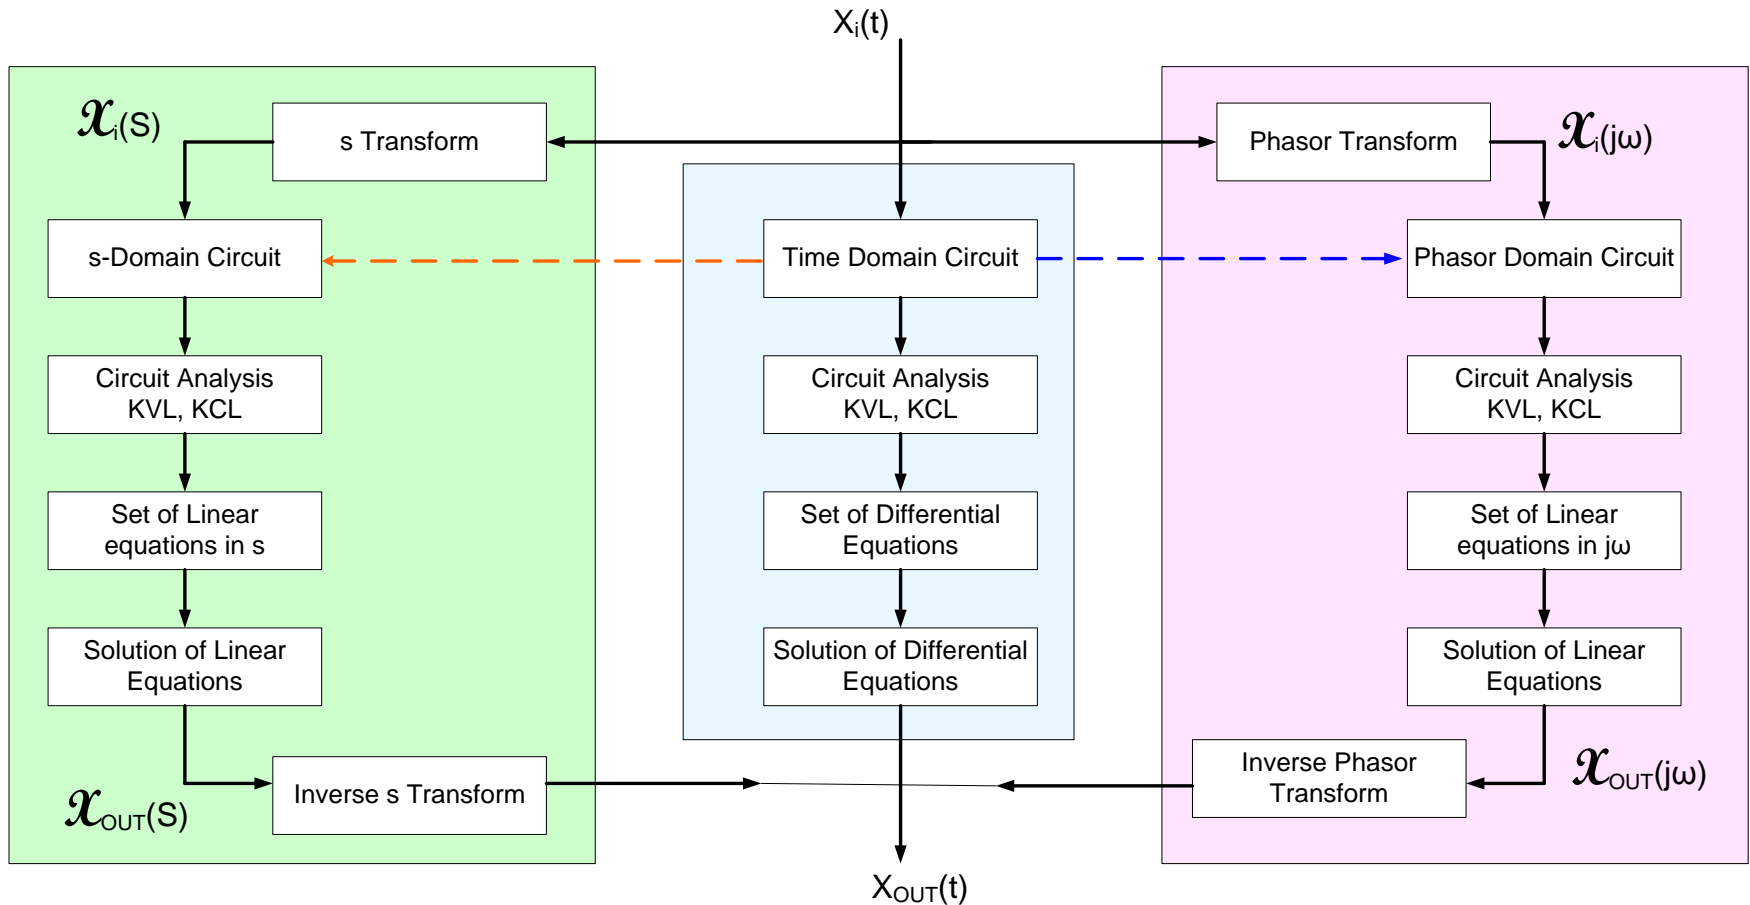 Xi(t)
𝒳i(S)
s Transform
s-Domain Circuit
Circuit Analysis
KVL, KCL
Set of Linear
equations in s
Solution of Linear
Equations
Inverse s Transform
𝒳OUT(S)
Time Domain Circuit
Circuit Analysis
KVL, KCL
Set of Differential
Equations
Solution of Differential
Equations
XOUT(t)
Phasor Transform
𝒳i(jω)
Phasor Domain Circuit
Circuit Analysis
KVL, KCL
Set of Linear
equations in jω
Solution of Linear
Equations
Inverse Phasor
Transform
𝒳OUT(jω)